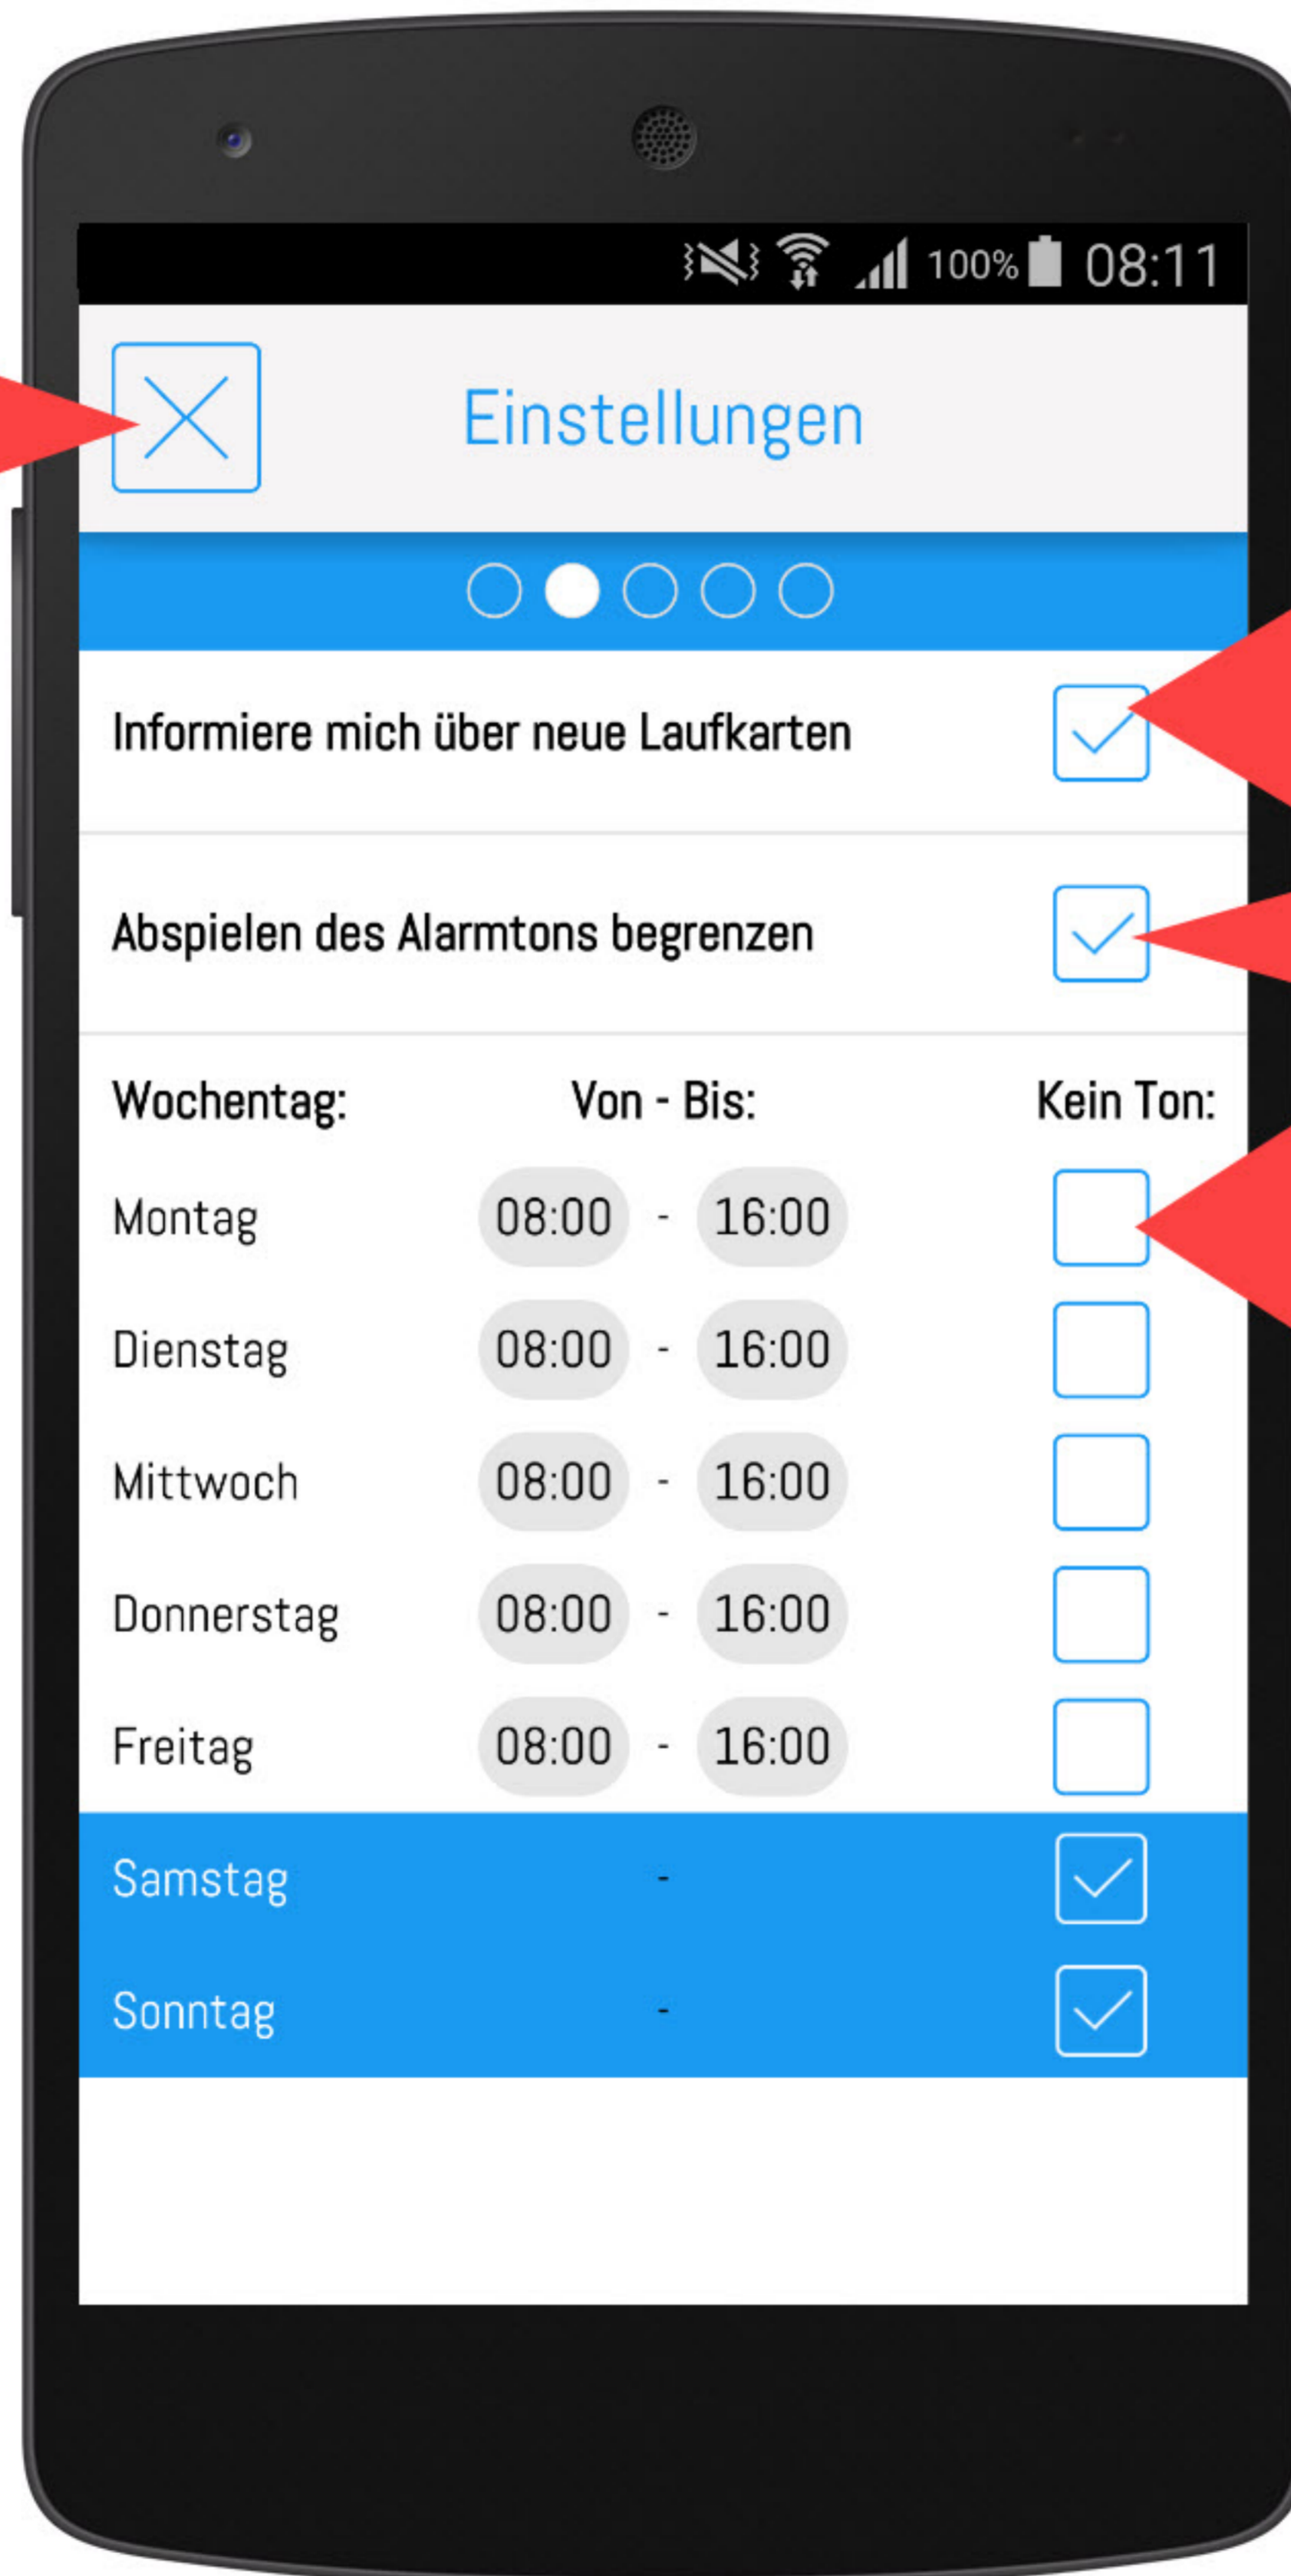 100% 08:11
Einstellungen
Informiere mich über neue Laufkarten
Abspielen des Alarmtons begrenzen
Wochentag: Von - Bis: Kein Ton:
Montag 08:00 - 16:00
Dienstag 08:00 - 16:00
Mittwoch 08:00 - 16:00
Donnerstag 08:00 - 16:00
Freitag 08:00 - 16:00
Samstag -
Sonntag -